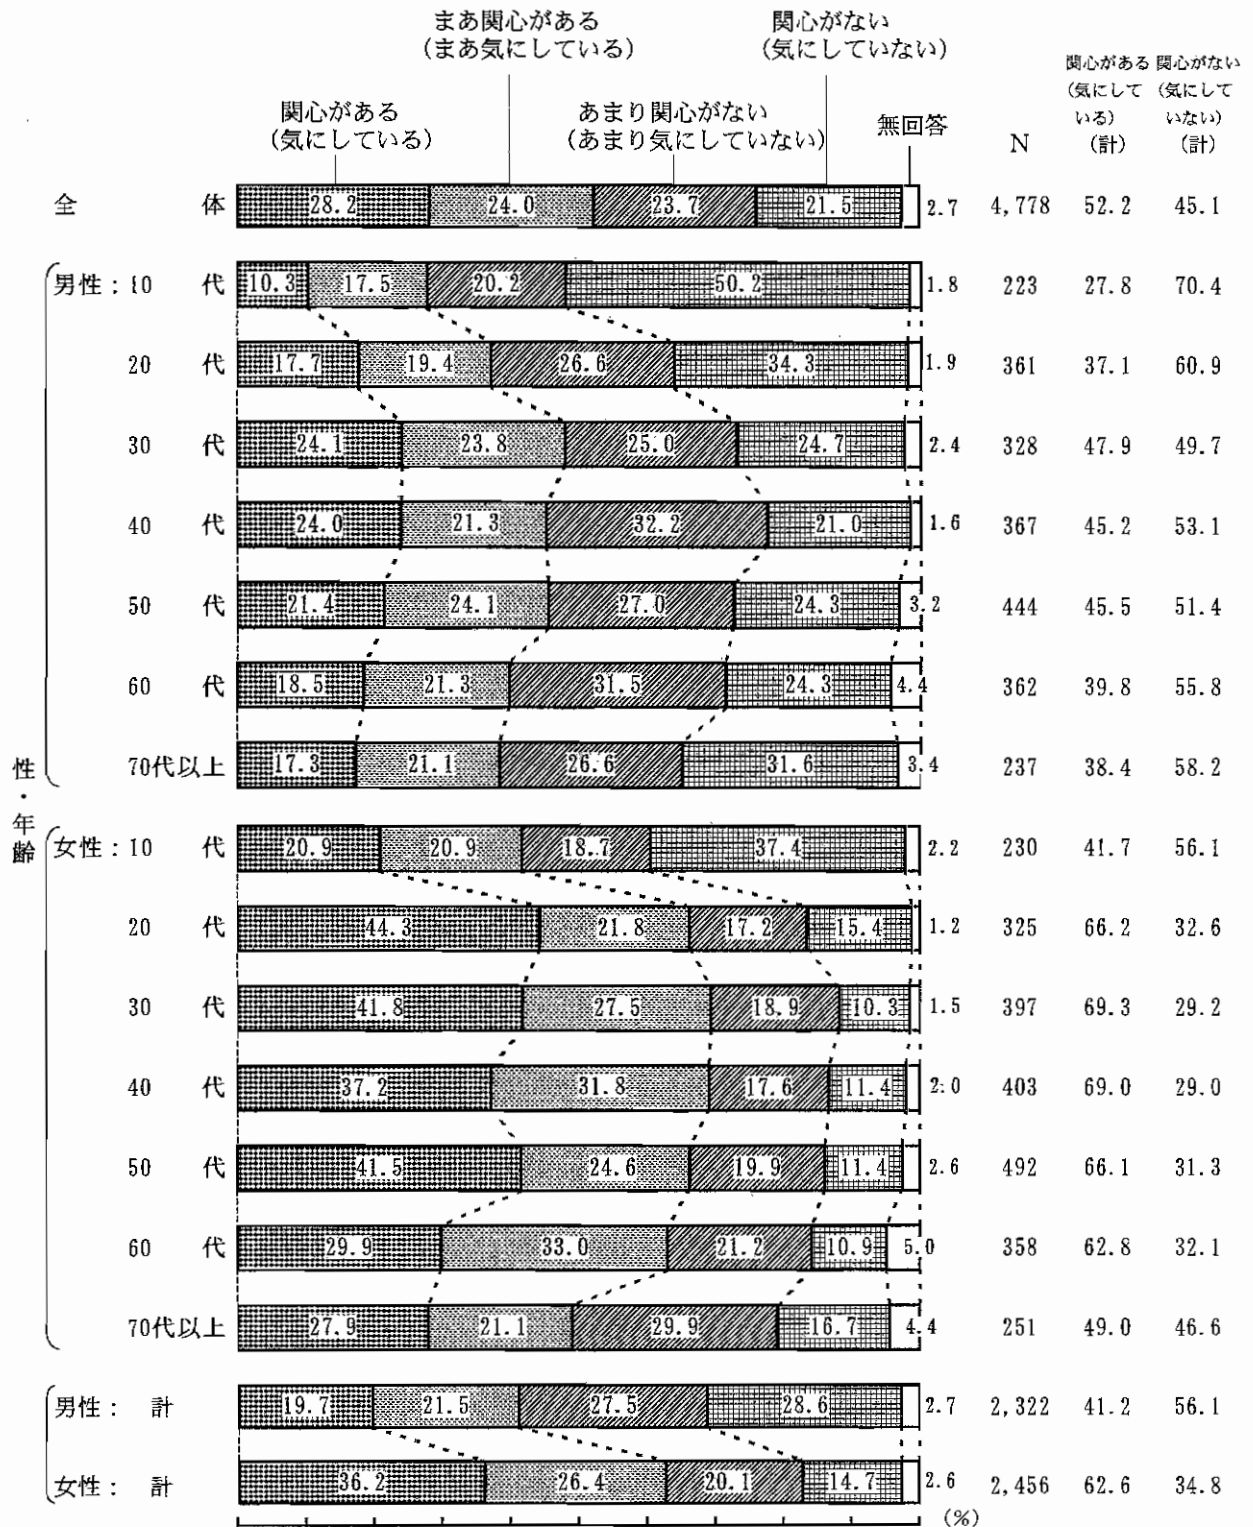 まあ関心がある
(まあ気にしている)
関心がない
(気にしていない)
関心がある
(気にしている)
あまり関心がない
(あまり気にしていない)
無回答
N
関心がある
(気にして
いる)
(計)
関心がない
(気にして
いない)
(計)
全 体 28.2 24.0 23.7 21.5 2.7 4,778 52.2 45.1
性・年齢
男性：10 代 10.3 17.5 20.2 50.2 1.8 223 27.8 70.4
20 代 17.7 19.4 26.6 34.3 1.9 361 37.1 60.9
30 代 24.1 23.8 25.0 24.7 2.4 328 47.9 49.7
40 代 24.0 21.3 32.2 21.0 1.6 367 45.2 53.1
50 代 21.4 24.1 27.0 24.3 3.2 444 45.5 51.4
60 代 18.5 21.3 31.5 24.3 4.4 362 39.8 55.8
70代以上 17.3 21.1 26.6 31.6 3.4 237 38.4 58.2
女性：10 代 20.9 20.9 18.7 37.4 2.2 230 41.7 56.1
20 代 44.3 21.8 17.2 15.4 1.2 325 66.2 32.6
30 代 41.8 27.5 18.9 10.3 1.5 397 69.3 29.2
40 代 37.2 31.8 17.6 11.4 2.0 403 69.0 29.0
50 代 41.5 24.6 19.9 11.4 2.6 492 66.1 31.3
60 代 29.9 33.0 21.2 10.9 5.0 358 62.8 32.1
70代以上 27.9 21.1 29.9 16.7 4.4 251 49.0 46.6
男性： 計 19.7 21.5 27.5 28.6 2.7 2,322 41.2 56.1
女性： 計 36.2 26.4 20.1 14.7 2.6 2,456 62.6 34.8
(%)